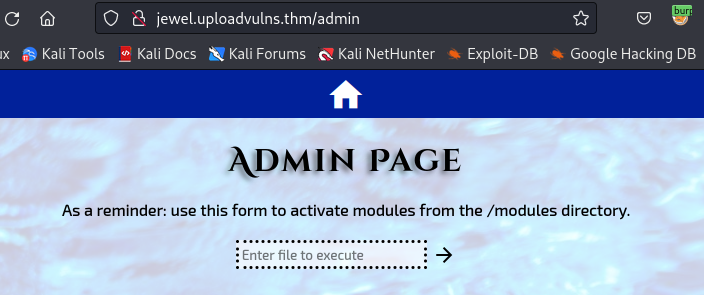 jewel.uploadvulns.thm/admin
burp
ux Kali Tools Kali Docs Kali Forums Kali NetHunter Exploit-DB Google Hacking DB
Admin Page
As a reminder: use this form to activate modules from the /modules directory.
Enter file to execute